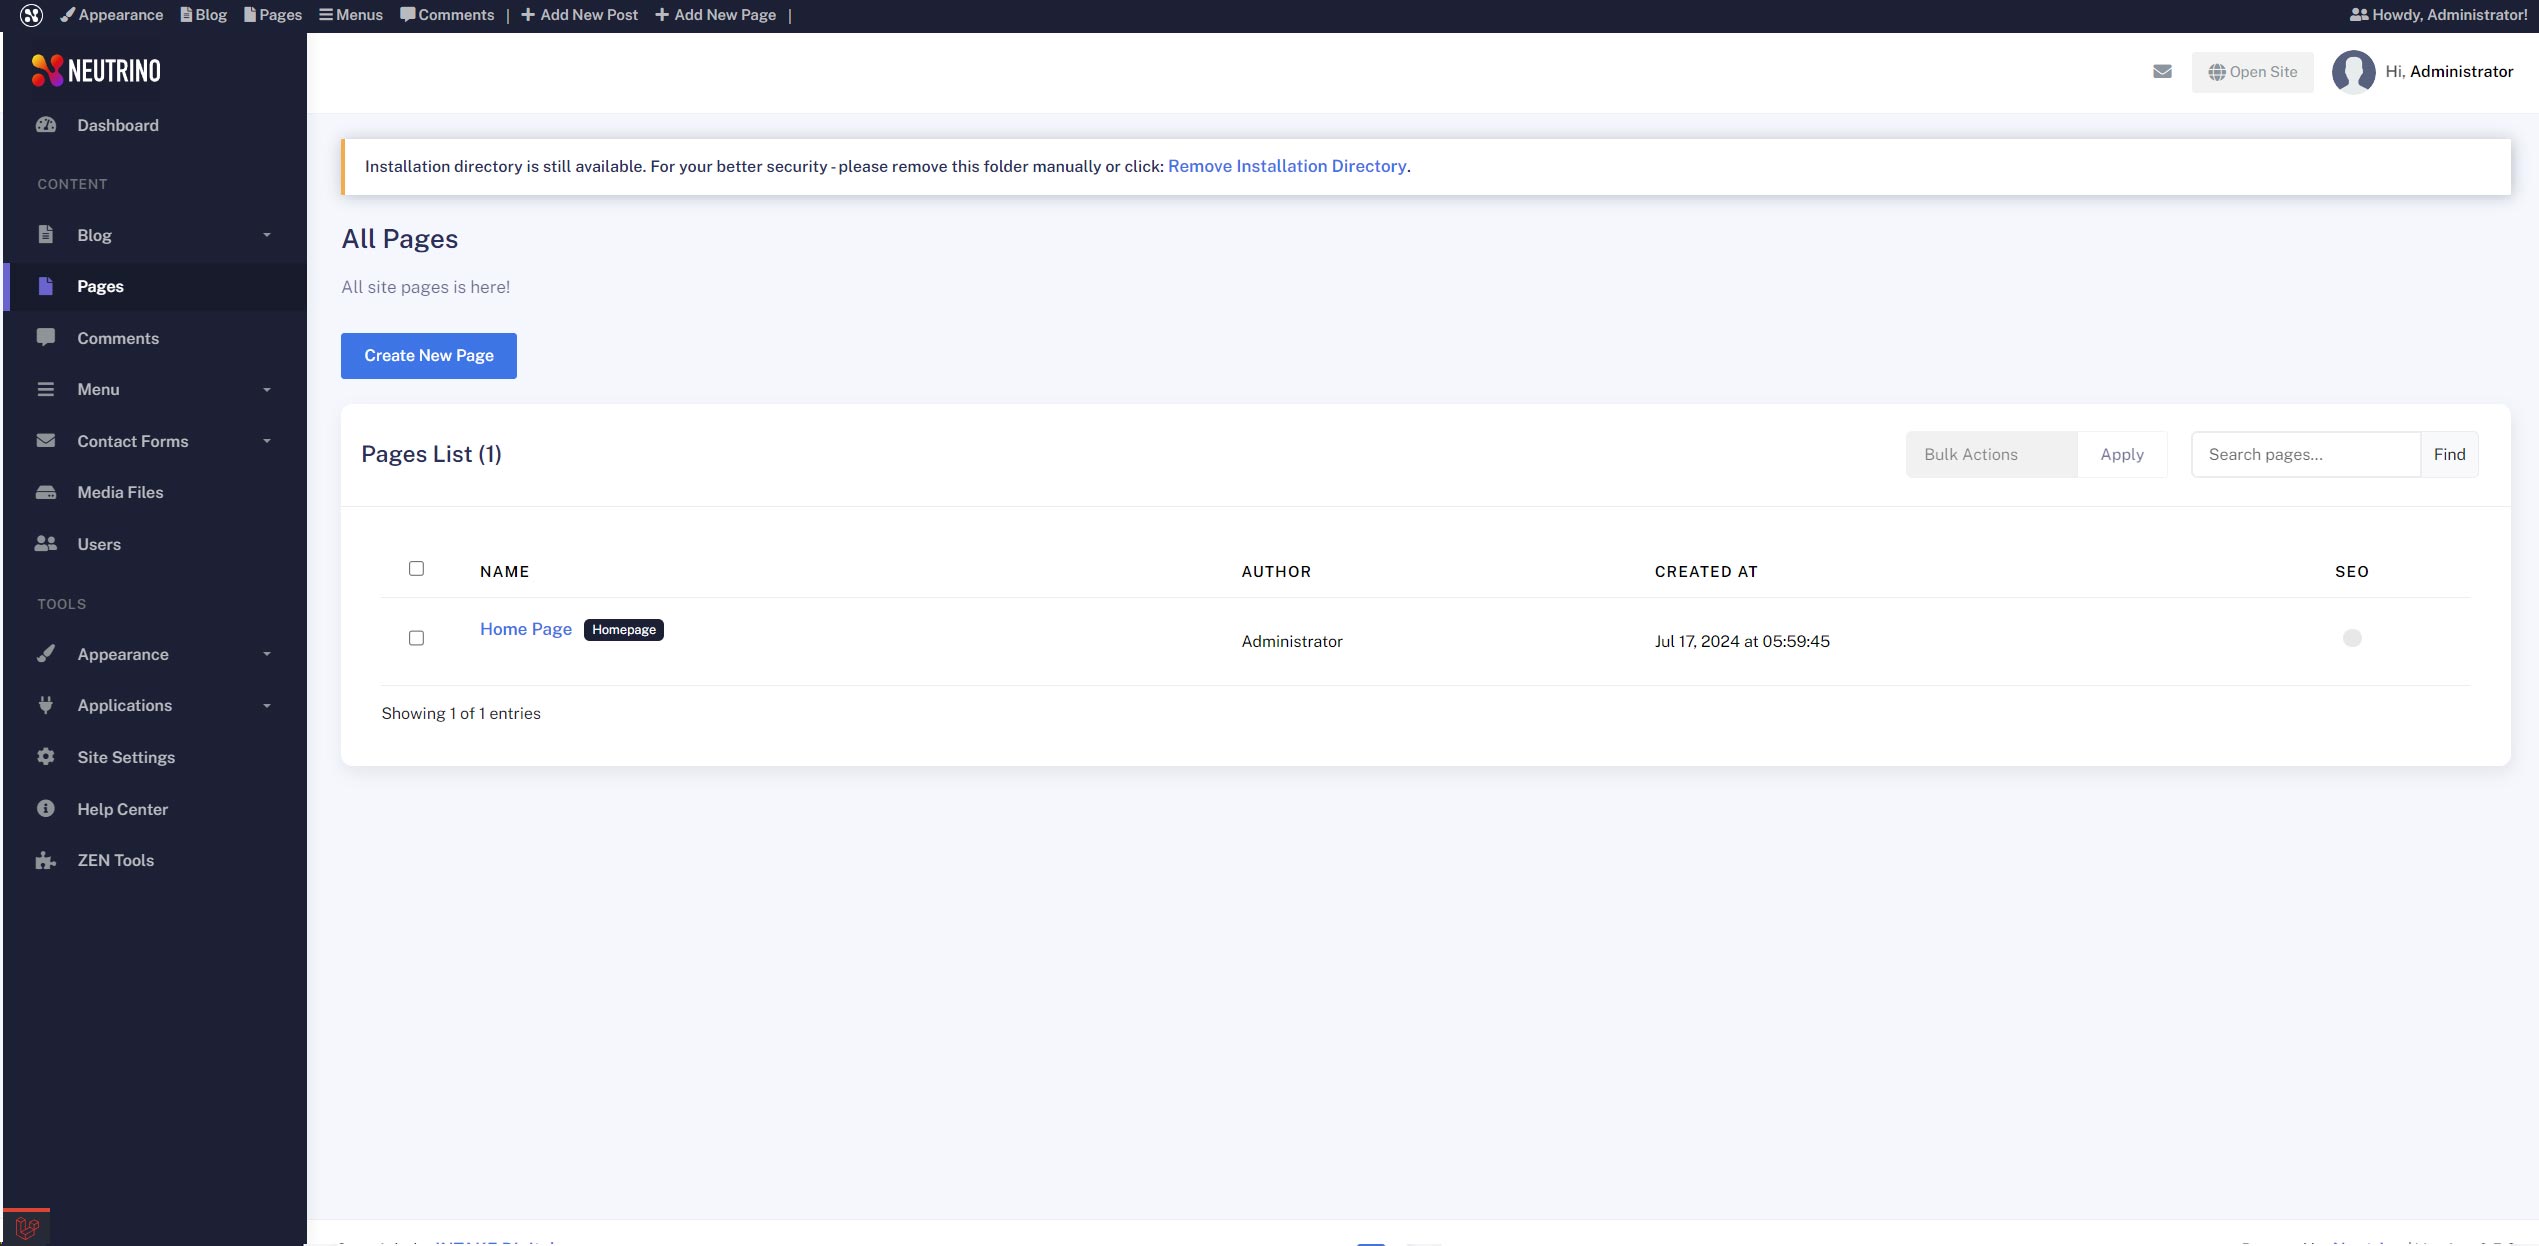 Appearance Blog Pages Menus Comments | + Add New Post + Add New Page | Howdy, Administrator!
NEUTRINO
Open Site Hi, Administrator
Dashboard
Installation directory is still available. For your better security - please remove this folder manually or click: Remove Installation Directory.
CONTENT
Blog
Pages
Comments
Menu
Contact Forms
Media Files
Users
TOOLS
Appearance
Applications
Site Settings
Help Center
ZEN Tools
All Pages
All site pages is here!
Create New Page
Pages List (1)
Bulk Actions Apply Search pages... Find
NAME AUTHOR CREATED AT SEO
Home Page Homepage Administrator Jul 17, 2024 at 05:59:45
Showing 1 of 1 entries